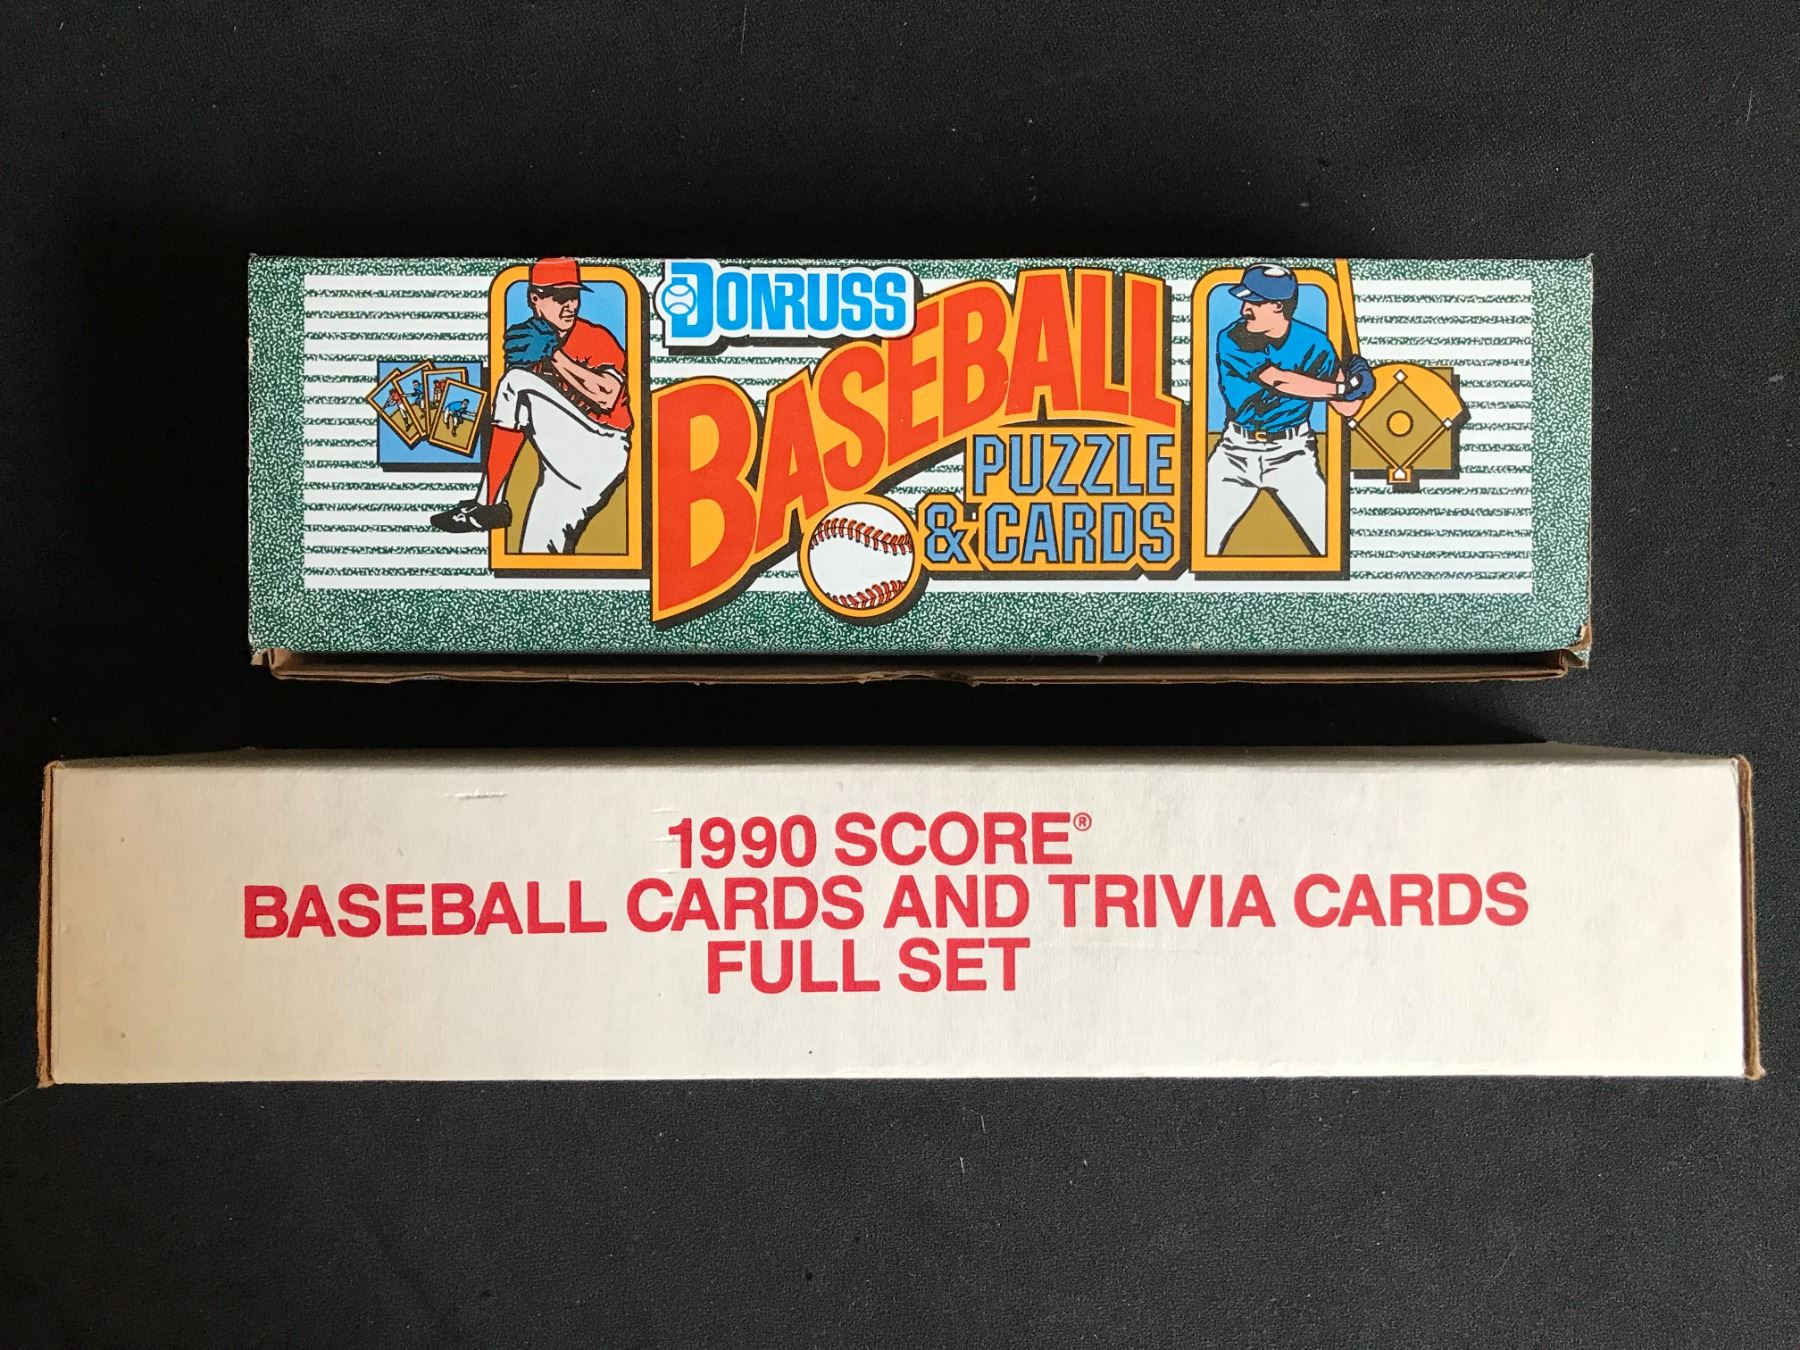 DONRUSS
BASEBALL
PUZZLE
& CARDS
1990 SCORE®
BASEBALL CARDS AND TRIVIA CARDS
FULL SET